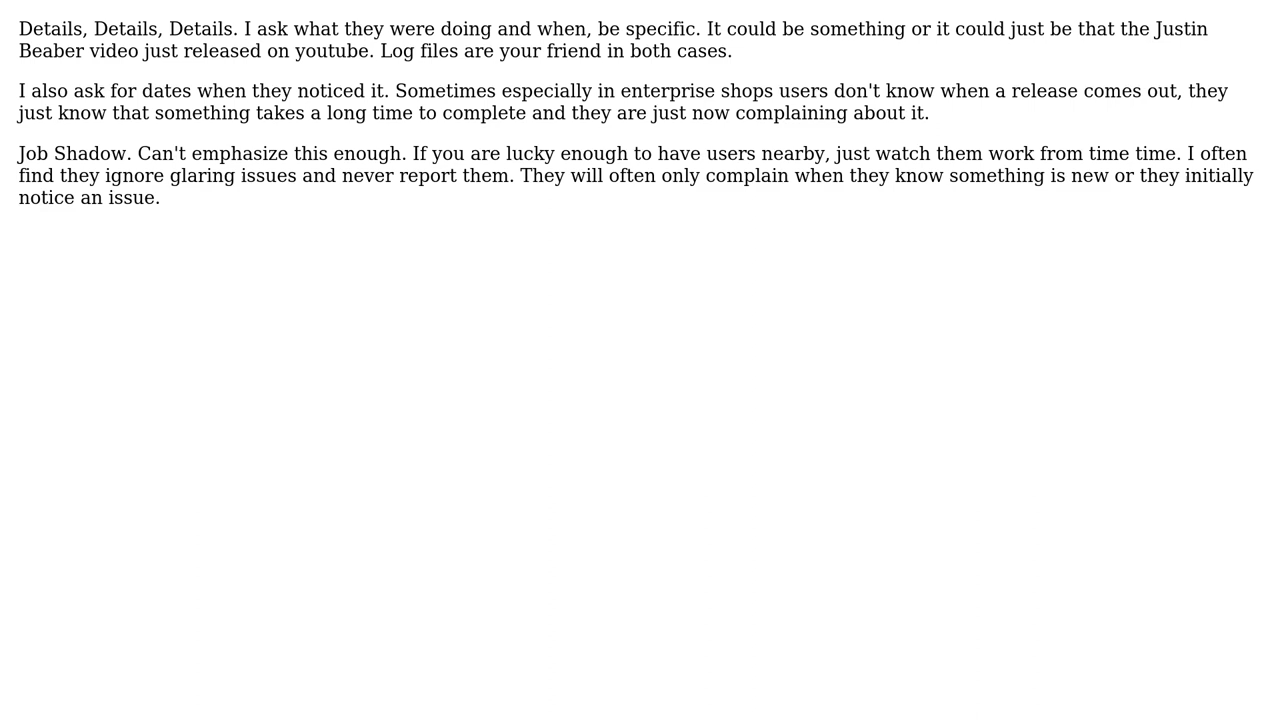 Details, Details, Details. I ask what they were doing and when, be specific. It could be something or it could just be that the Justin
Beaber video just released on youtube. Log files are your friend in both cases.
I also ask for dates when they noticed it. Sometimes especially in enterprise shops users don't know when a release comes out, they
just know that something takes a long time to complete and they are just now complaining about it.
Job Shadow. Can't emphasize this enough. If you are lucky enough to have users nearby, just watch them work from time time. I often
find they ignore glaring issues and never report them. They will often only complain when they know something is new or they initially
notice an issue.